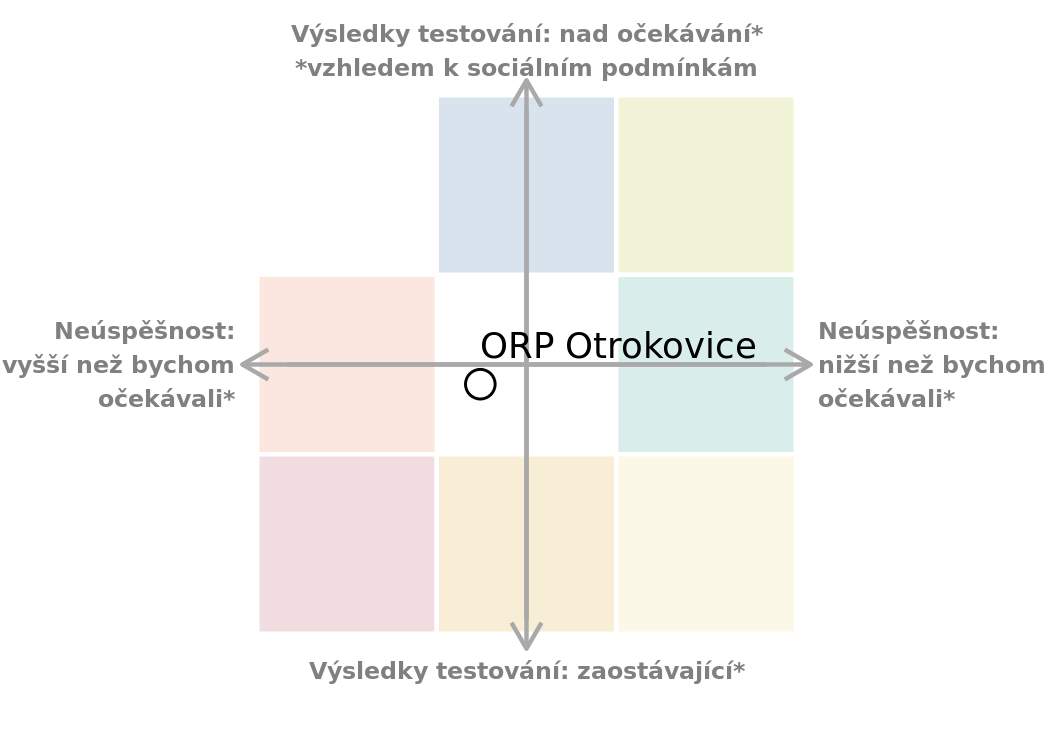 Výsledky testování: nad očekávání*
*vzhledem k sociálním podmínkám
Neúspěšnost:
vyšší než bychom
očekávali*
ORP Otrokovice
Neúspěšnost:
nižší než bychom
očekávali*
Výsledky testování: zaostávající*